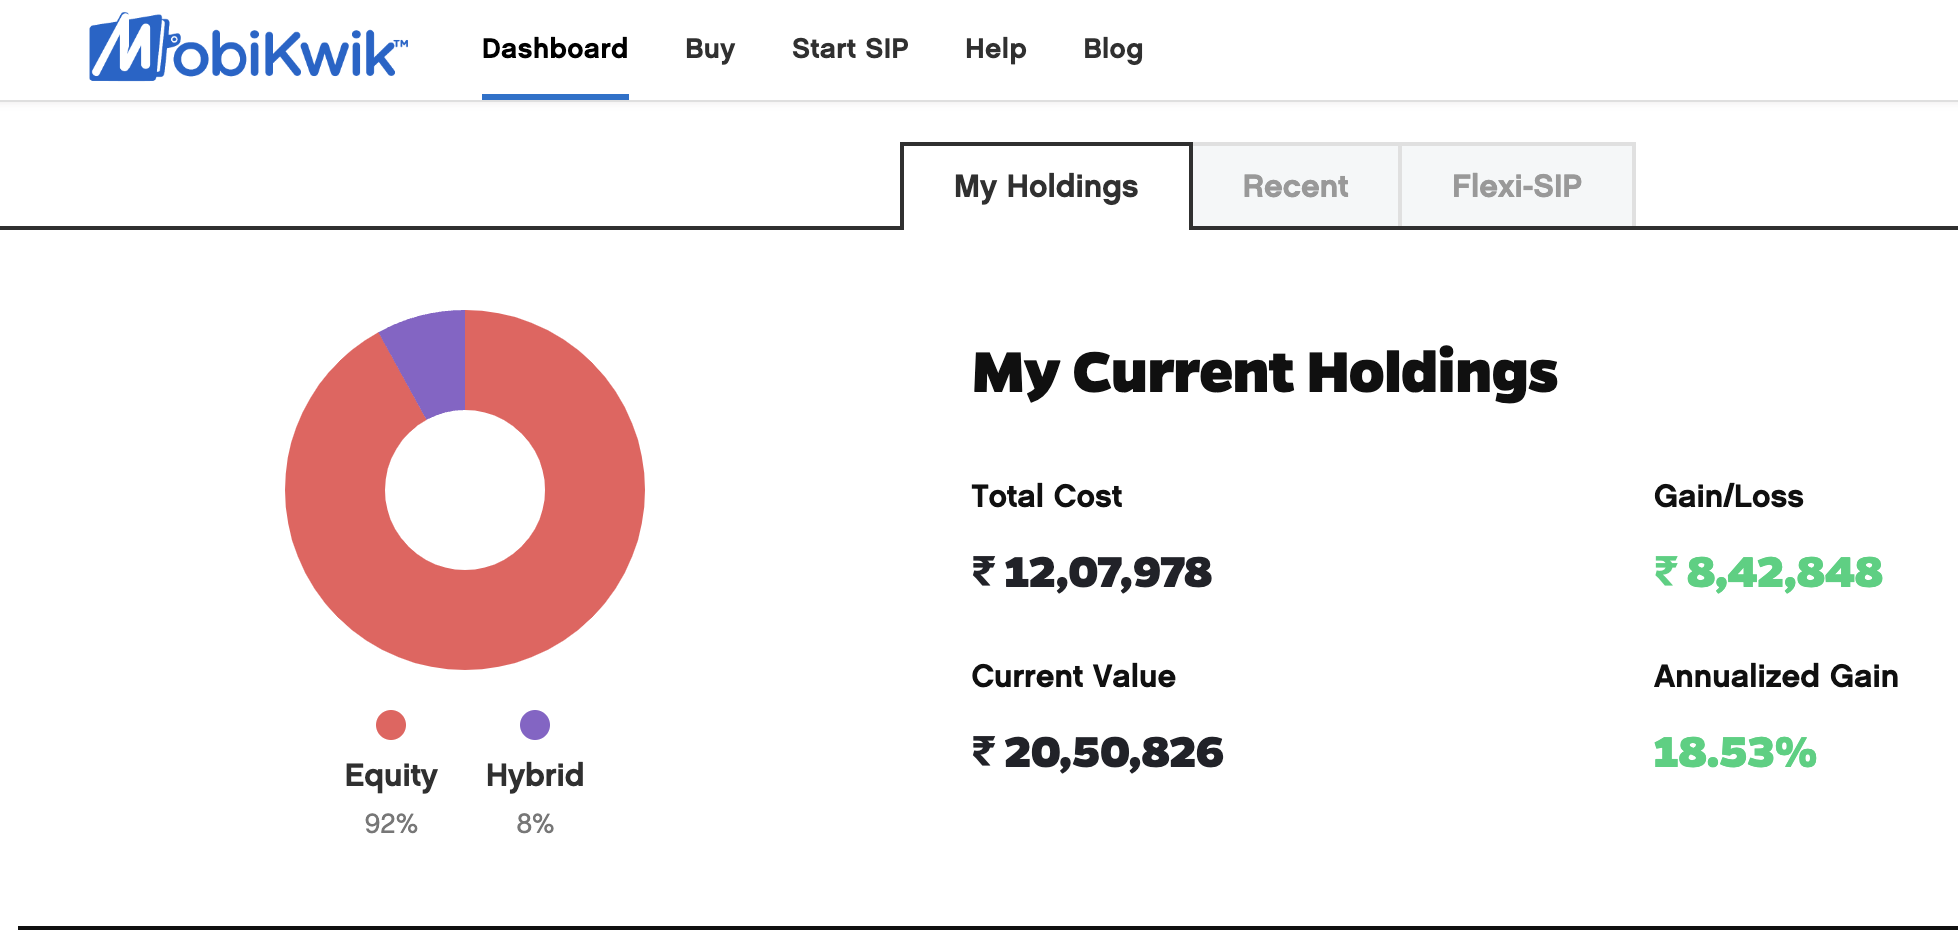 MobiKwik™
Dashboard Buy Start SIP Help Blog
My Holdings Recent Flexi-SIP
My Current Holdings
Total Cost Gain/Loss
₹ 12,07,978 ₹ 8,42,848
Current Value Annualized Gain
₹ 20,50,826 18.53%
Equity Hybrid
92% 8%